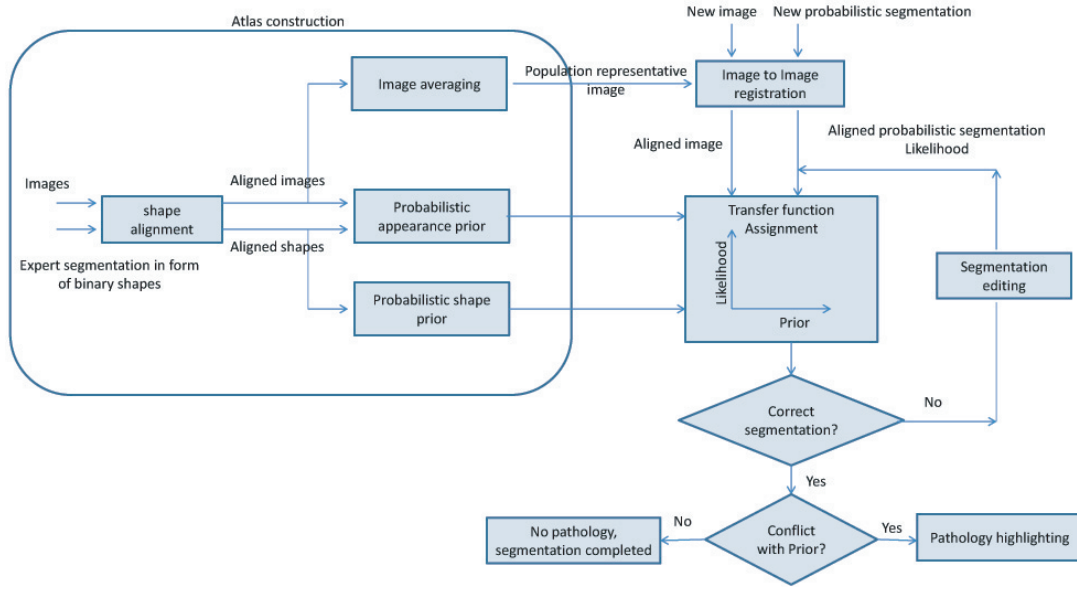 Atlas construction
New image
New probabilistic segmentation
Image averaging
Population representative
image
Image to Image
registration
Aligned image
Aligned probabilistic segmentation
Likelihood
Images
shape
alignment
Aligned images
Aligned shapes
Probabilistic
appearance prior
Expert segmentation in form
of binary shapes
Probabilistic shape
prior
Transfer function
Assignment
Likelihood
Prior
Segmentation
editing
Correct
segmentation?
No
Yes
Conflict
with Prior?
No
Yes
No pathology,
segmentation completed
Pathology highlighting